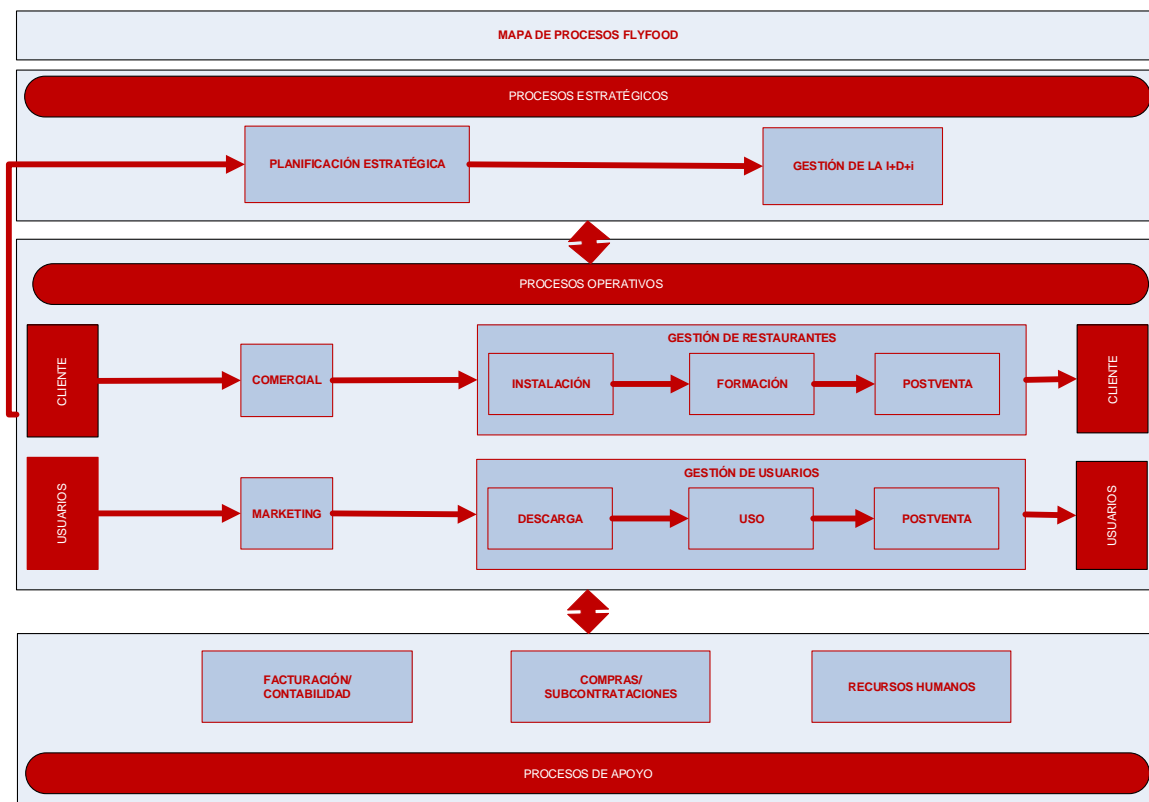 MAPA DE PROCESOS FLYFOOD
PROCESOS ESTRATÉGICOS
PLANIFICACIÓN ESTRATÉGICA
GESTIÓN DE LA I+D+i
PROCESOS OPERATIVOS
CLIENTE
COMERCIAL
GESTIÓN DE RESTAURANTES
INSTALACIÓN
FORMACIÓN
POSTVENTA
CLIENTE
USUARIOS
MARKETING
GESTIÓN DE USUARIOS
DESCARGA
USO
POSTVENTA
USUARIOS
FACTURACIÓN/
CONTABILIDAD
COMPRAS/
SUBCONTRATACIONES
RECURSOS HUMANOS
PROCESOS DE APOYO